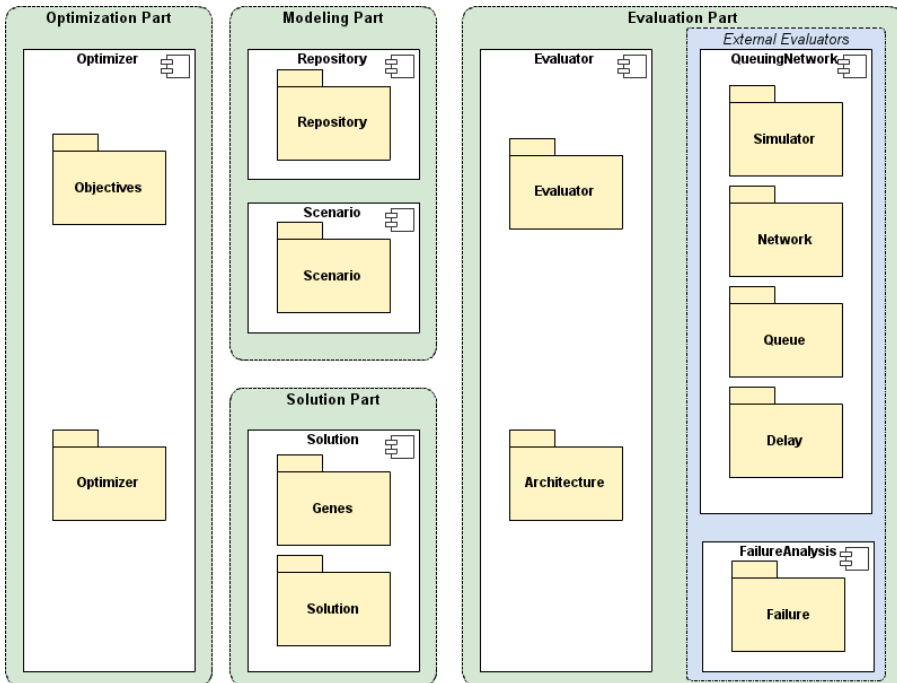 Optimization Part
Optimizer
Objectives
Optimizer
Modeling Part
Repository
Repository
Scenario
Scenario
Solution Part
Solution
Genes
Solution
Evaluation Part
Evaluator
Evaluator
Architecture
External Evaluators
QueuingNetwork
Simulator
Network
Queue
Delay
FailureAnalysis
Failure